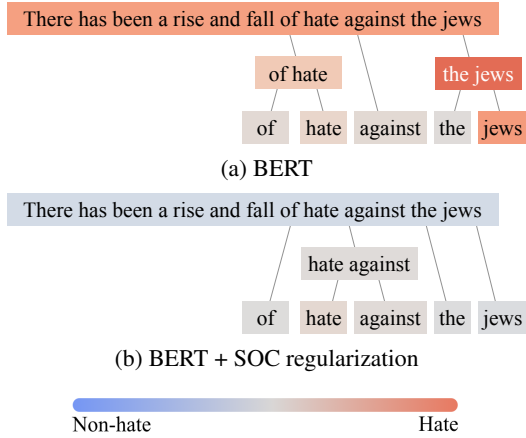 There has been a rise and fall of hate against the jews
of hate the jews
of hate against the jews
(a) BERT
There has been a rise and fall of hate against the jews
hate against
of hate against the jews
(b) BERT + SOC regularization
Non-hate Hate